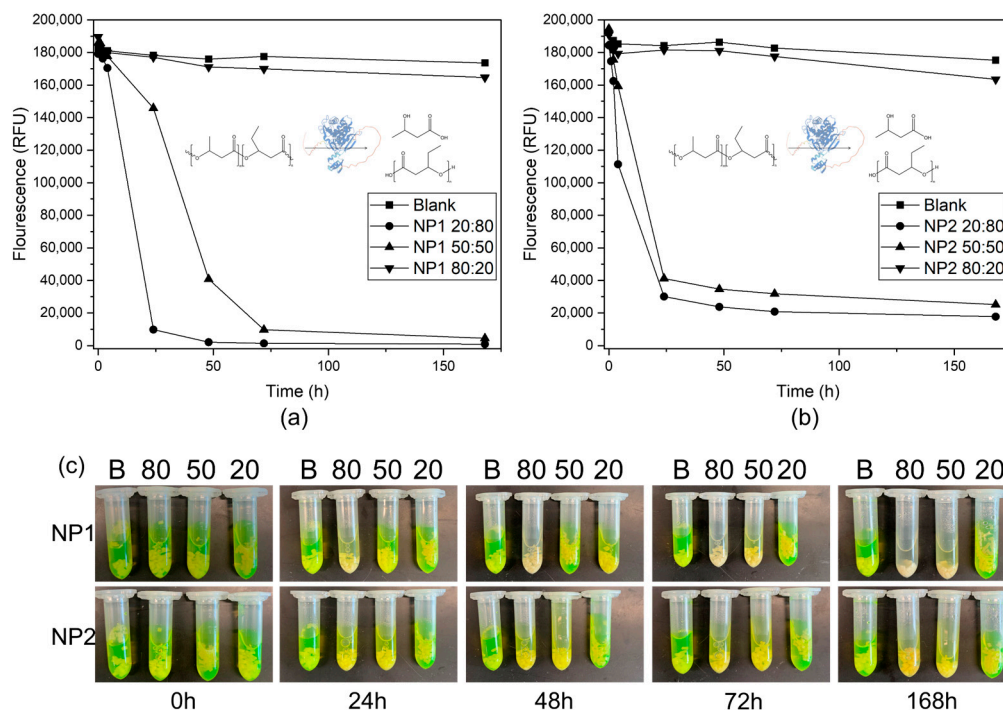 200,000
180,000
160,000
140,000
120,000
100,000
80,000
60,000
40,000
20,000
0
Flourescence (RFU)
0 50 100 150
Time (h)
Blank
NP1 20:80
NP1 50:50
NP1 80:20
(a)
200,000
180,000
160,000
140,000
120,000
100,000
80,000
60,000
40,000
20,000
0
Flourescence (RFU)
0 50 100 150
Time (h)
Blank
NP2 20:80
NP2 50:50
NP2 80:20
(b)
(c) B 80 50 20 B 80 50 20 B 80 50 20 B 80 50 20 B 80 50 20
NP1
NP2
0h 24h 48h 72h 168h